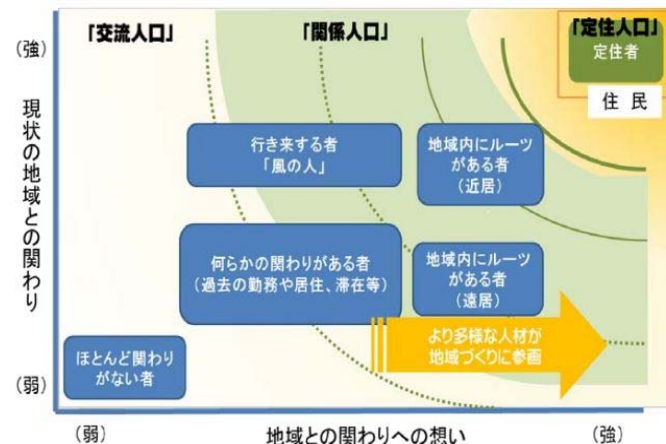 「交流人口」
「関係人口」
「定住人口」
定住者
住 民
(強)
現状の地域との関わり
(弱)
行き来する者
「風の人」
地域内にルーツ
がある者
(近居)
何らかの関わりがある者
(過去の勤務や居住、滞在等)
地域内にルーツ
がある者
(遠居)
ほとんど関わり
がない者
より多様な人材が
地域づくりに参画
(弱)
地域との関わりへの想い
(強)